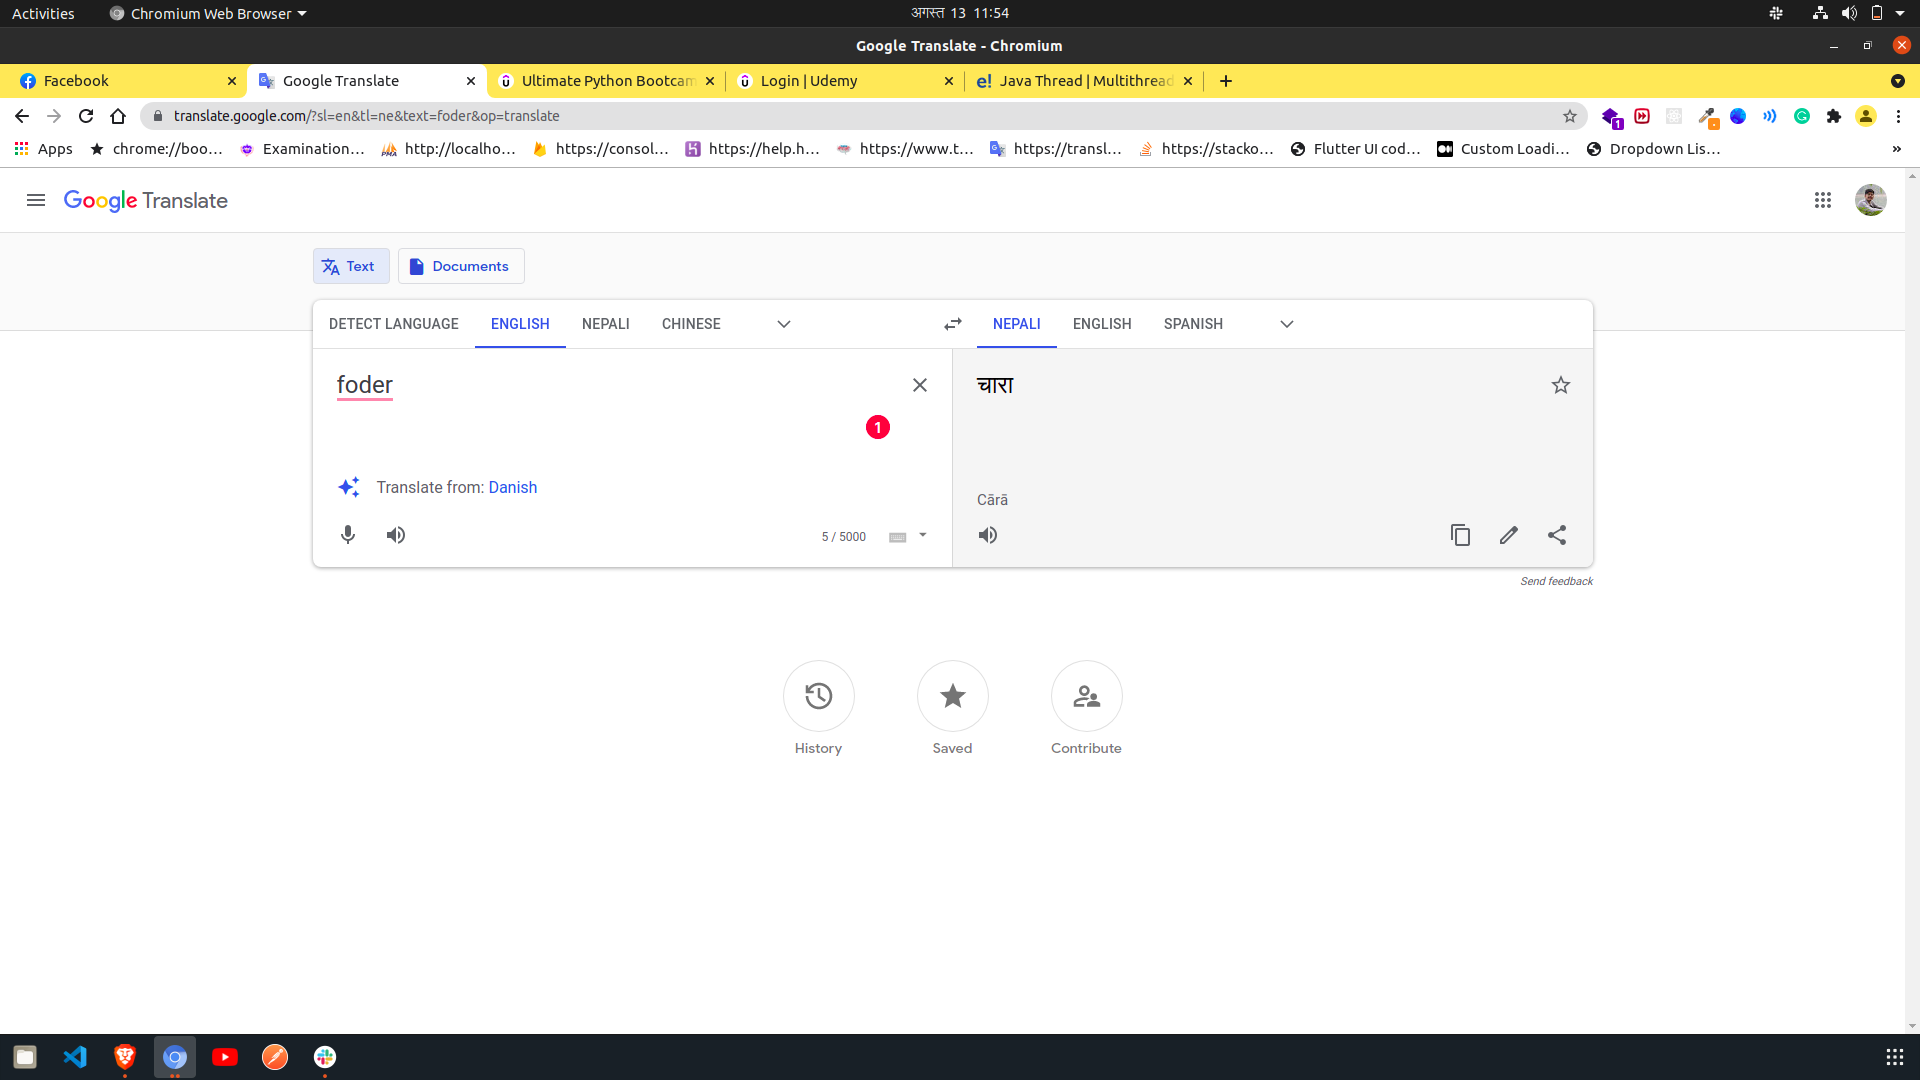 Activities
Chromium Web Browser
अगस्त 13 11:54
Google Translate - Chromium
Facebook
Google Translate
Ultimate Python Bootcam
Login | Udemy
e! Java Thread | Multithread
translate.google.com/?sl=en&tl=ne&text=foder&op=translate
1
Apps
chrome://boo...
Examination...
PMA http://localho...
https://consol...
https://help.h...
https://www.t...
https://transl...
https://stacko...
Flutter UI cod...
Custom Loadi...
Dropdown Lis...
»
Google Translate
Text
Documents
DETECT LANGUAGE
ENGLISH
NEPALI
CHINESE
NEPALI
ENGLISH
SPANISH
foder
चारा
1
Translate from: Danish
Cārā
5 / 5000
Send feedback
History
Saved
Contribute